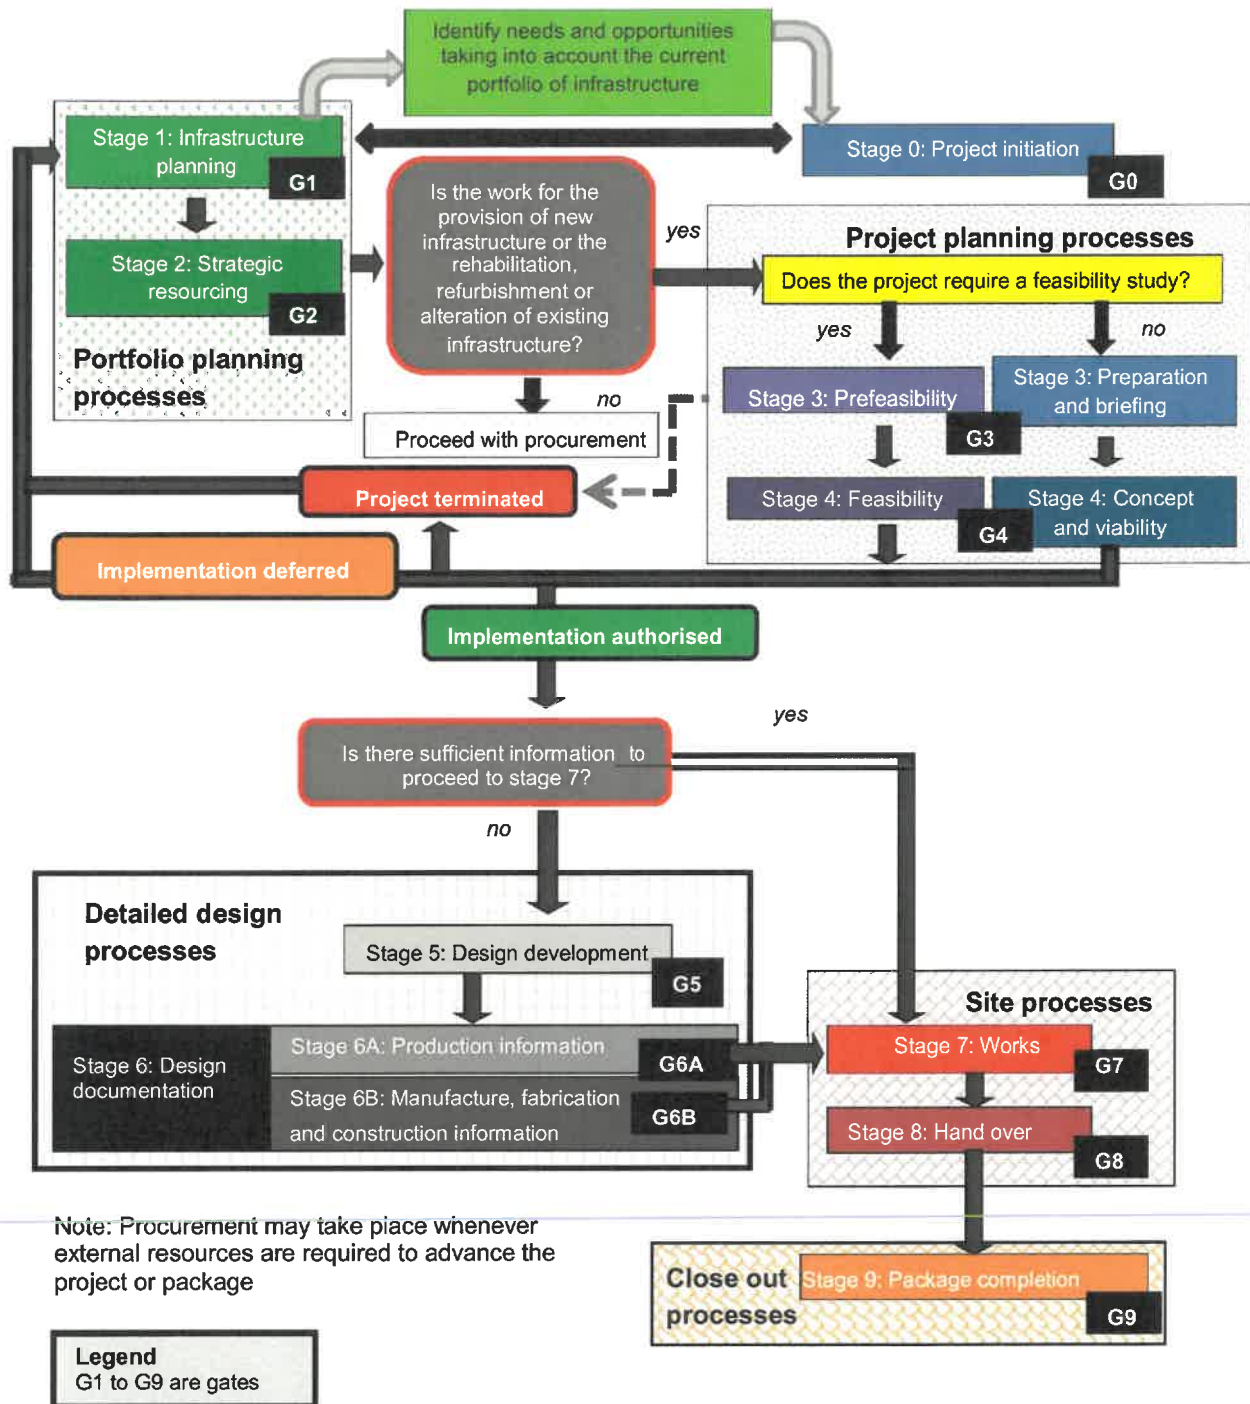 Identify needs and opportunities
taking into account the current
portfolio of infrastructure
Stage 1: Infrastructure
planning
G1
Stage 0: Project initiation
G0
Is the work for the
provision of new
infrastructure or the
rehabilitation,
refurbishment or
alteration of existing
infrastructure?
yes
Project planning processes
Stage 2: Strategic
resourcing
G2
Does the project require a feasibility study?
yes
no
Portfolio planning
processes
no
Proceed with procurement
Stage 3: Prefeasibility
G3
Stage 3: Preparation
and briefing
Project terminated
Stage 4: Feasibility
G4
Stage 4: Concept
and viability
Implementation deferred
Implementation authorised
yes
Is there sufficient information to
proceed to stage 7?
no
Detailed design
processes
Stage 5: Design development
G5
Site processes
Stage 6: Design
documentation
Stage 6A: Production information
G6A
Stage 6B: Manufacture, fabrication
and construction information
G6B
Stage 7: Works
G7
Stage 8: Hand over
G8
Note: Procurement may take place whenever
external resources are required to advance the
project or package
Close out
processes
Stage 9: Package completion
G9
Legend
G1 to G9 are gates